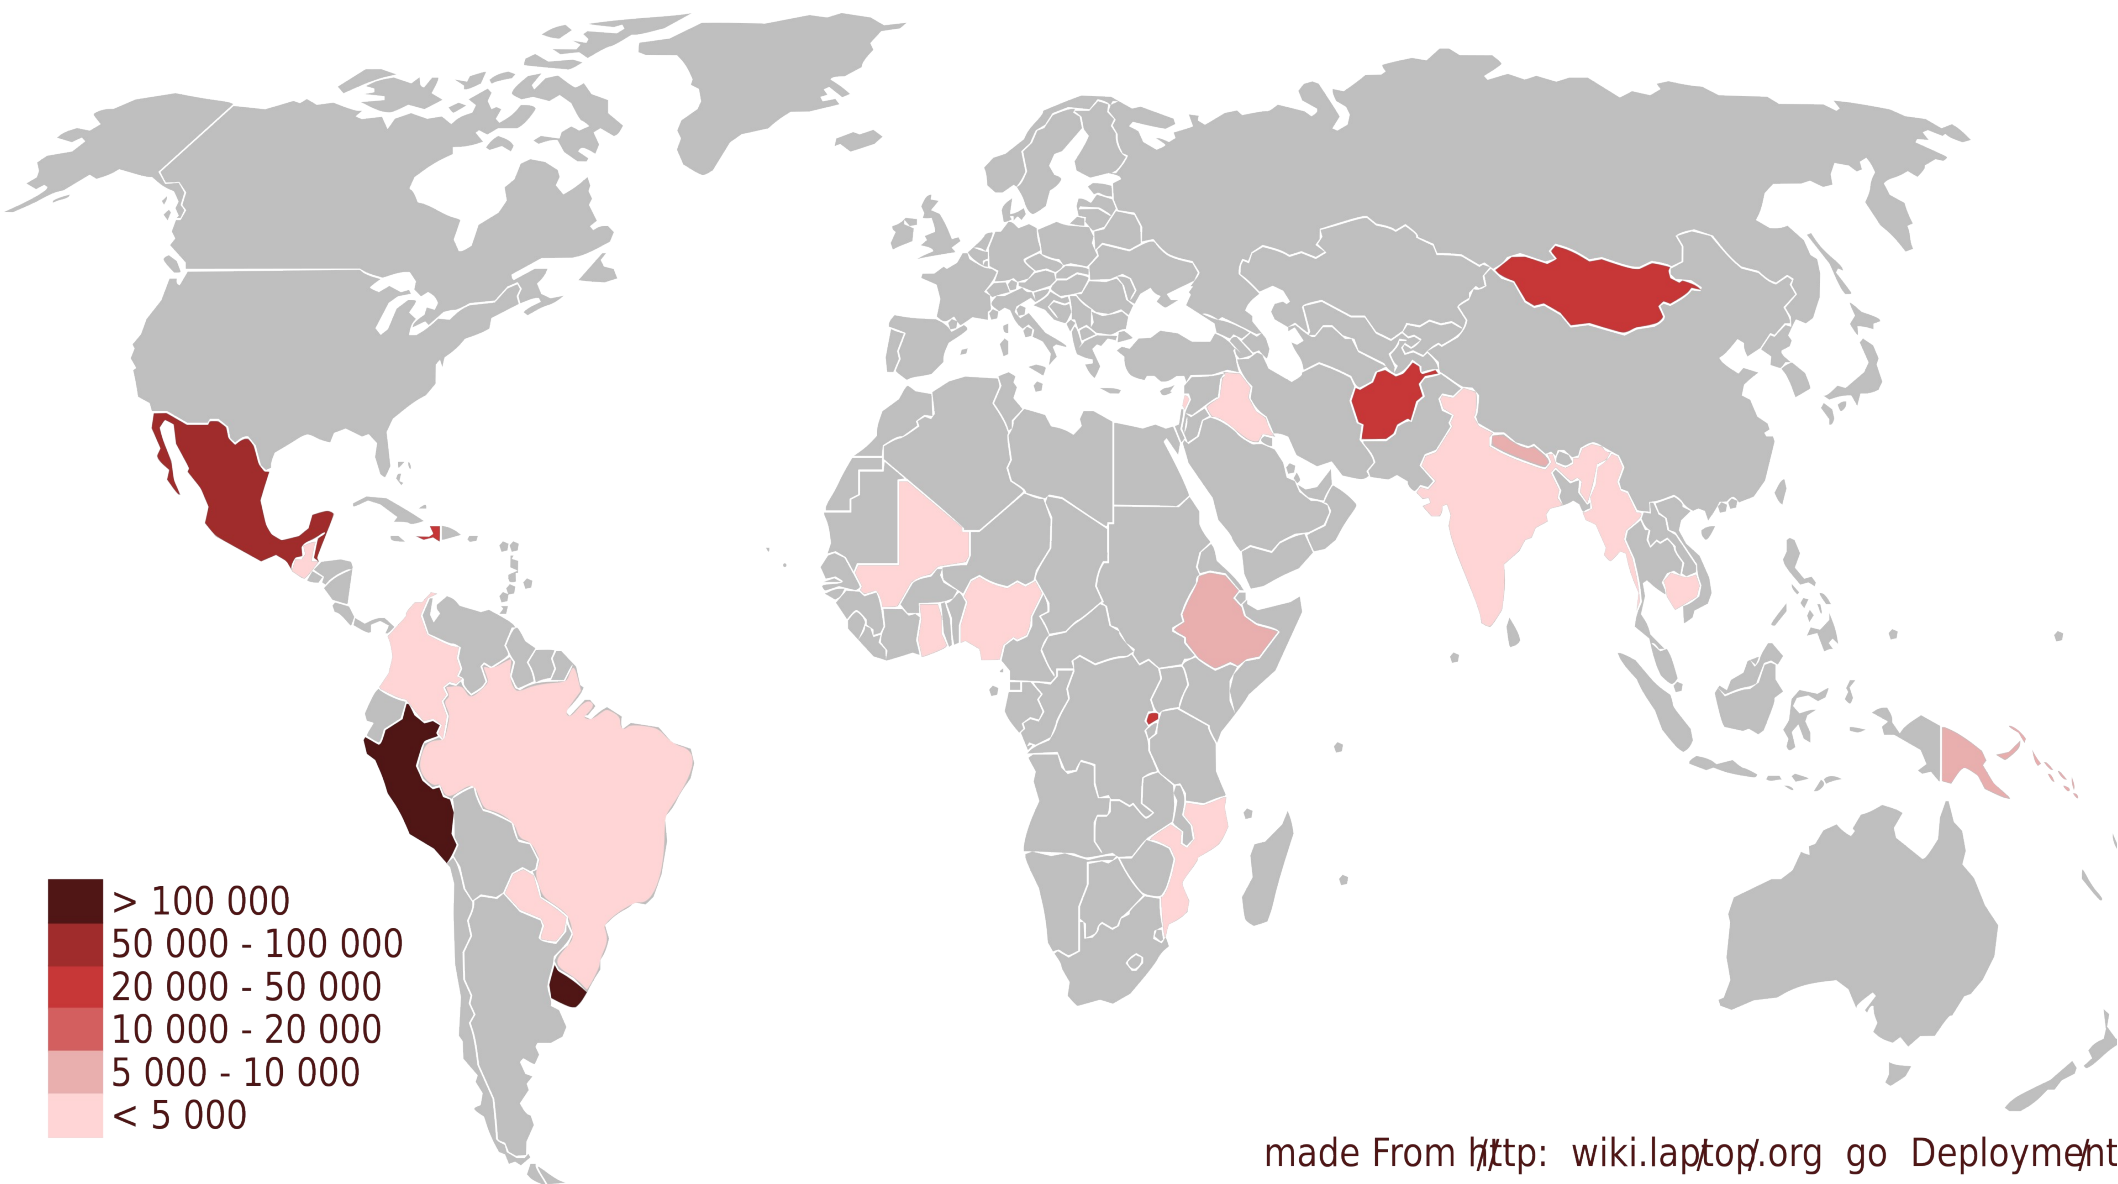 > 100 000
50 000 - 100 000
20 000 - 50 000
10 000 - 20 000
5 000 - 10 000
< 5 000
made From http://wiki.laptop.org/go/Deployment